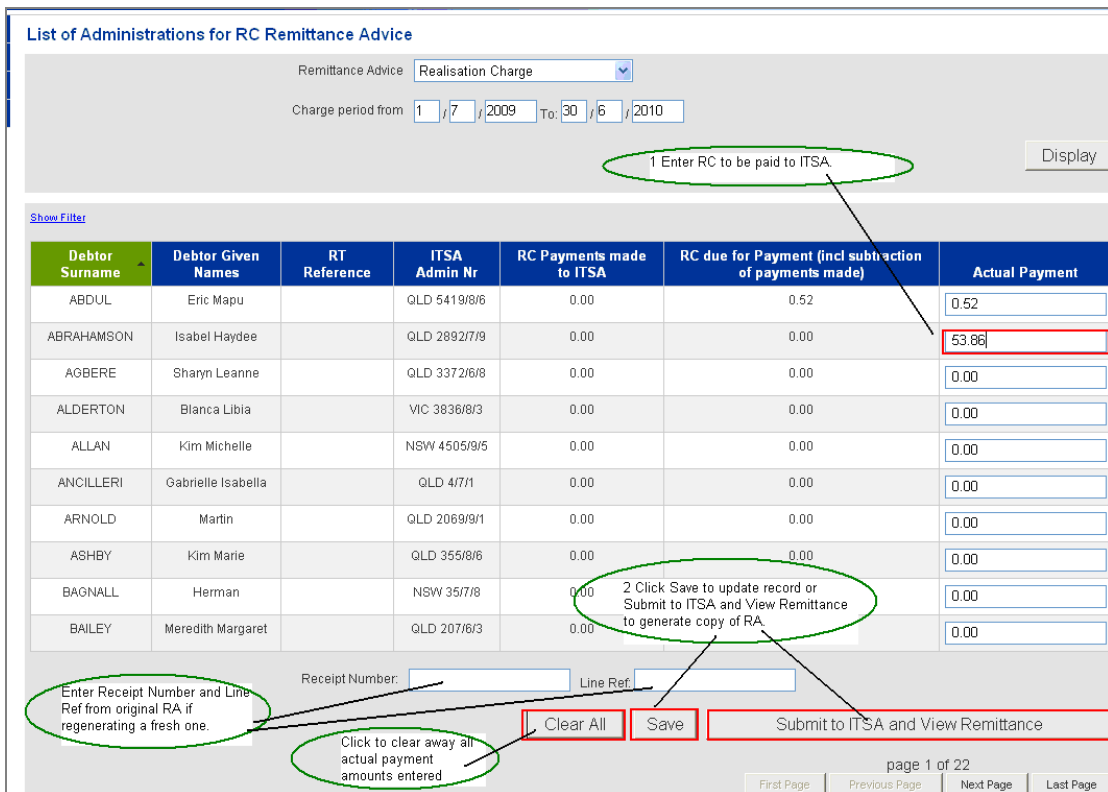 List of Administrations for RC Remittance Advice
Remittance Advice Realisation Charge
Charge period from 1 / 7 / 2009 To: 30 / 6 / 2010
1 Enter RC to be paid to ITSA.
Display
Show Filter
Debtor Surname Debtor Given Names RT Reference ITSA Admin Nr RC Payments made to ITSA RC due for Payment (incl subtraction of payments made) Actual Payment
ABDUL Eric Mapu QLD 5419/8/6 0.00 0.52 0.52
ABRAHAMSON Isabel Haydee QLD 2892/7/9 0.00 0.00 53.86
AGBERE Sharyn Leanne QLD 3372/6/8 0.00 0.00 0.00
ALDERTON Blanca Libia VIC 3836/8/3 0.00 0.00 0.00
ALLAN Kim Michelle NSW 4505/9/5 0.00 0.00 0.00
ANCILLERI Gabrielle Isabella QLD 4/7/1 0.00 0.00 0.00
ARNOLD Martin QLD 2069/9/1 0.00 0.00 0.00
ASHBY Kim Marie QLD 355/8/6 0.00 0.00 0.00
BAGNALL Herman NSW 35/7/8 0.00 0.00
BAILEY Meredith Margaret QLD 207/6/3 0.00 0.00
2 Click Save to update record or
Submit to ITSA and View Remittance
to generate copy of RA.
Receipt Number: Line Ref:
Enter Receipt Number and Line
Ref from original RA if
regenerating a fresh one.
Clear All Save Submit to ITSA and View Remittance
Click to clear away all
actual payment
amounts entered
page 1 of 22
First Page Previous Page Next Page Last Page